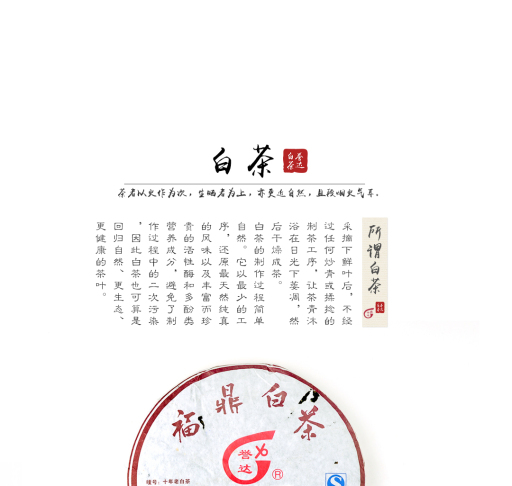 白茶
誉达
白茶
茶者以火作为次，生晒者为上，亦更近自然，且段烟火气耳。
所谓白茶
采摘下鲜叶后，不经
过任何炒青或揉捻的
制茶工序，让茶青沐
浴在日光下萎凋，然
后干燥成茶。
白茶的制作过程简单
自然。它以最少的工
序，还原最天然纯真
的风味以及丰富而珍
贵的活性酶和多酚类
营养成分，避免了制
作过程中的二次污染
，因此白茶也可算是
回归自然、更生态、
更健康的茶叶。
福鼎白茶
誉达
®
十年老白茶